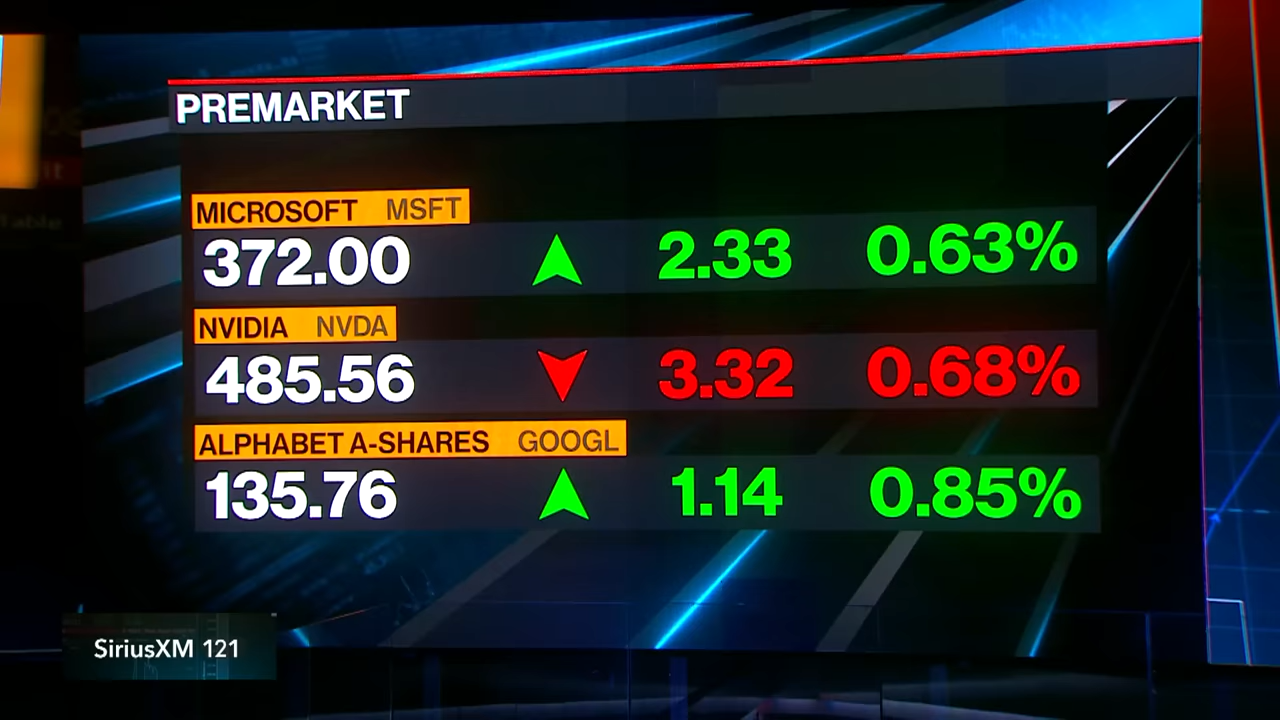 PREMARKET
MICROSOFT MSFT
372.00 ▲ 2.33 0.63%
NVIDIA NVDA
485.56 ▼ 3.32 0.68%
ALPHABET A-SHARES GOOGL
135.76 ▲ 1.14 0.85%
SiriusXM 121